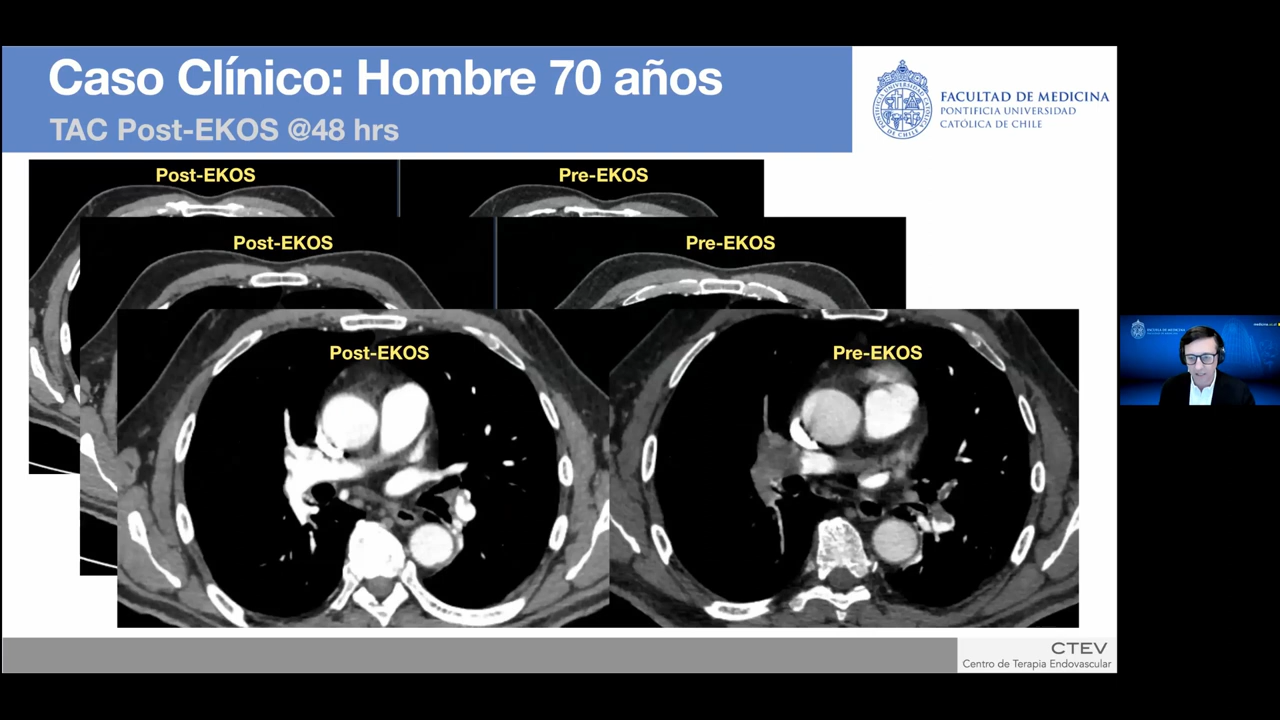 Caso Clínico: Hombre 70 años
TAC Post-EKOS @48 hrs
FACULTAD DE MEDICINA
PONTIFICIA UNIVERSIDAD
CATÓLICA DE CHILE
Post-EKOS
Pre-EKOS
Post-EKOS
Pre-EKOS
Post-EKOS
Pre-EKOS
CTEV
Centro de Terapia Endovascular